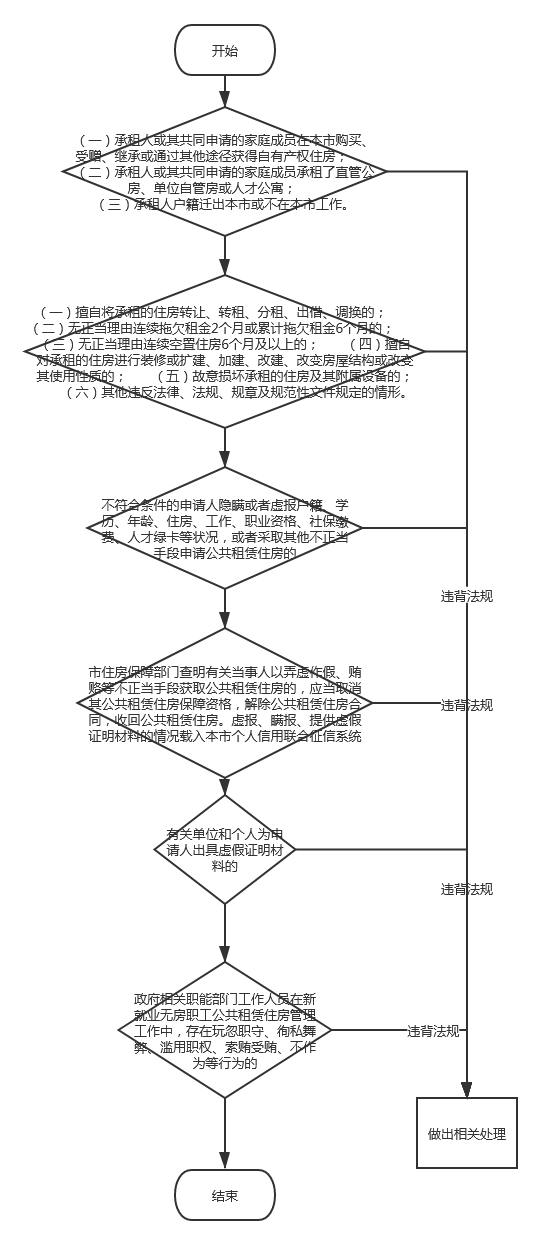 开始
（一）承租人或其共同申请的家庭成员在本市购买、
受赠、继承或通过其他途径获得自有产权住房；
（二）承租人或其共同申请的家庭成员承租了直管公
房、单位自管房或人才公寓；
（三）承租人户籍迁出本市或不在本市工作。
（一）擅自将承租的住房转让、转租、分租、出借、调换的；
（二）无正当理由连续拖欠租金2个月或累计拖欠租金6个月的；
（三）无正当理由连续空置住房6个月及以上的； （四）擅自
对承租的住房进行装修或扩建、加建、改建、改变房屋结构或改变
其使用性质的； （五）故意损坏承租的住房及其附属设备的；
（六）其他违反法律、法规、规章及规范性文件规定的情形。
不符合条件的申请人隐瞒或者虚报户籍、学
历、年龄、住房、工作、职业资格、社保缴
费、人才绿卡等状况，或者采取其他不正当
手段申请公共租赁住房的
违背法规
市住房保障部门查明有关当事人以弄虚作假、贿
赂等不正当手段获取公共租赁住房的，应当取消
其公共租赁住房保障资格，解除公共租赁住房合
同，收回公共租赁住房。虚报、瞒报、提供虚假
证明材料的情况载入本市个人信用联合征信系统
违背法规
有关单位和个人为申
请人出具虚假证明材
料的
违背法规
政府相关职能部门工作人员在新
就业无房职工公共租赁住房管理
工作中，存在玩忽职守、徇私舞
弊、滥用职权、索贿受贿、不作
为等行为的
违背法规
做出相关处理
结束